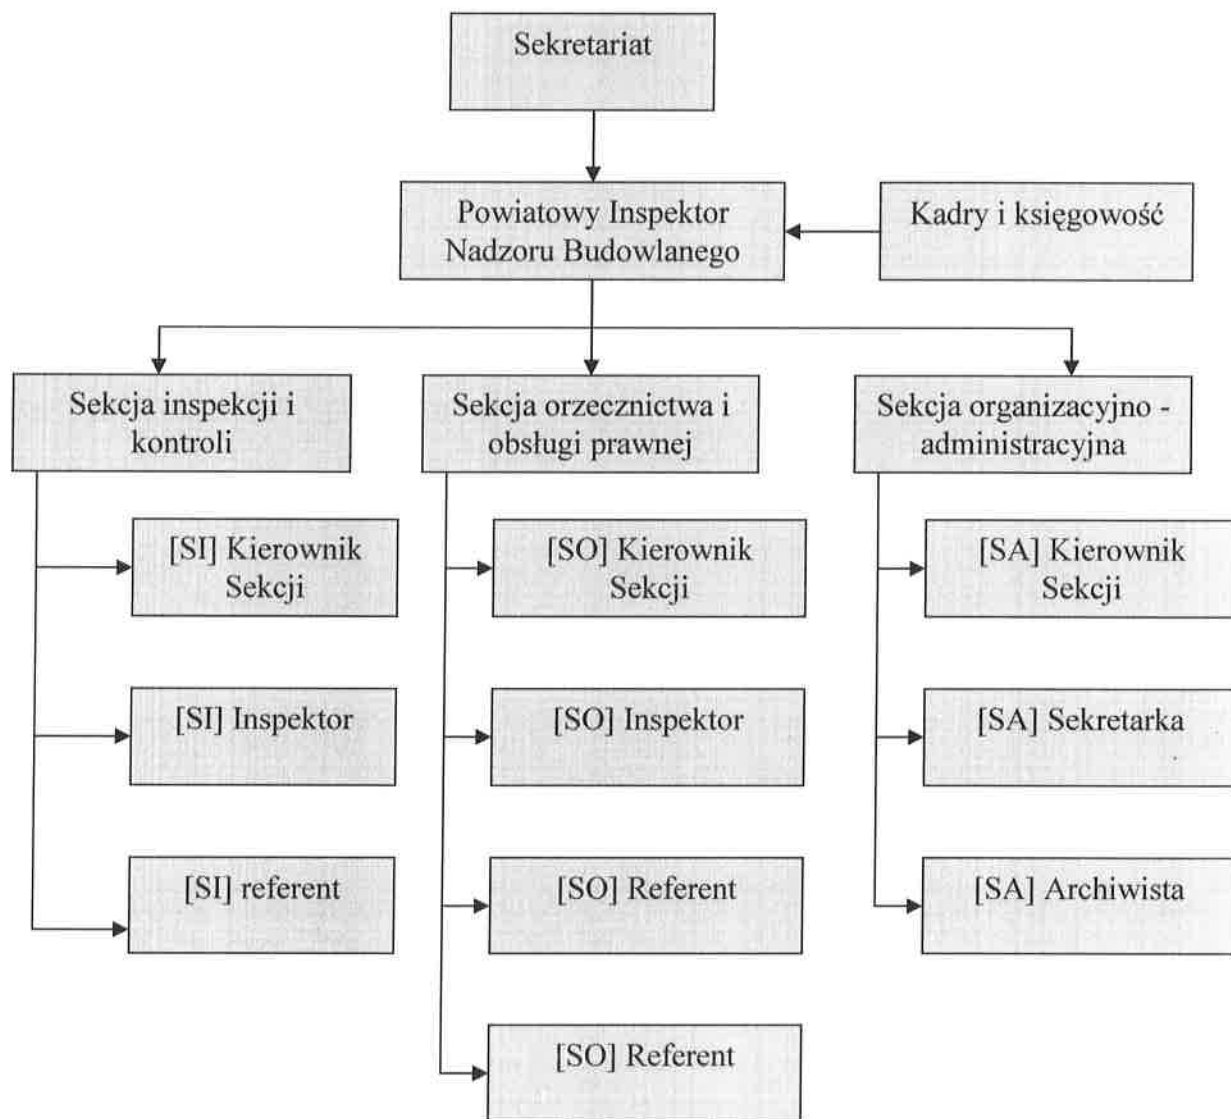 Sekretariat
Powiatowy Inspektor
Nadzoru Budowlanego
Kadry i księgowość
Sekcja inspekcji i
kontroli
Sekcja orzecznictwa i
obsługi prawnej
Sekcja organizacyjno -
administracyjna
[SI] Kierownik
Sekcji
[SO] Kierownik
Sekcji
[SA] Kierownik
Sekcji
[SI] Inspektor
[SO] Inspektor
[SA] Sekretarka
[SI] referent
[SO] Referent
[SA] Archiwista
[SO] Referent